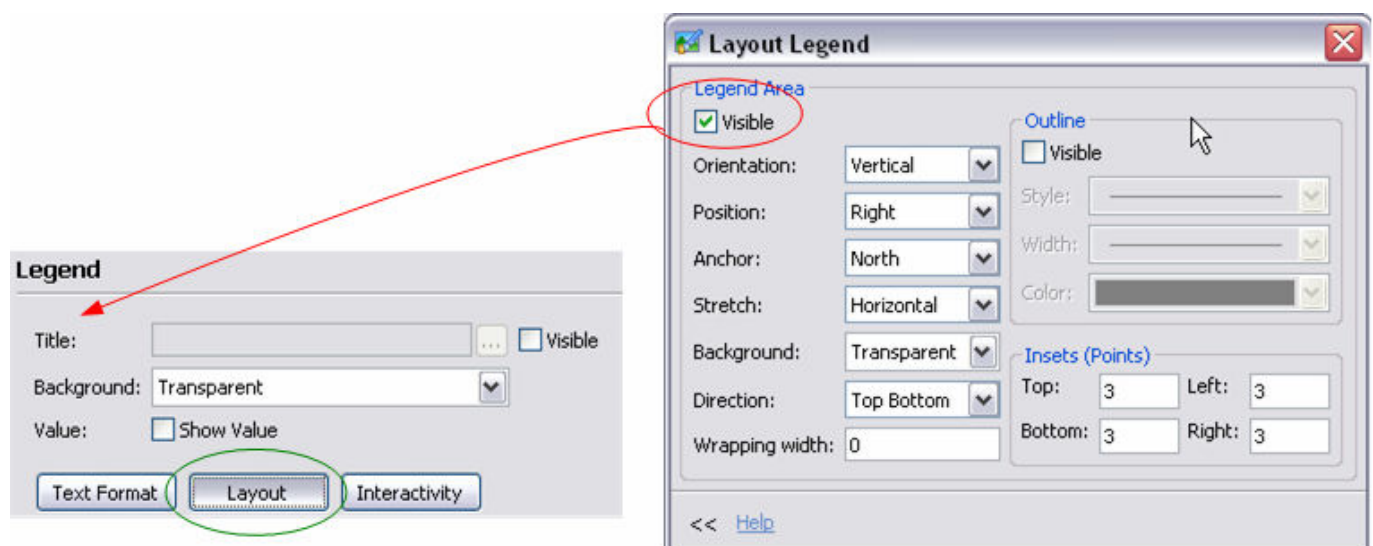 Layout Legend
Legend Area
Visible
Orientation: Vertical
Position: Right
Anchor: North
Stretch: Horizontal
Background: Transparent
Direction: Top Bottom
Wrapping width: 0
Outline
Visible
Style:
Width:
Color:
Insets (Points)
Top: 3 Left: 3
Bottom: 3 Right: 3
<< Help
Legend
Title: ... Visible
Background: Transparent
Value: Show Value
Text Format Layout Interactivity